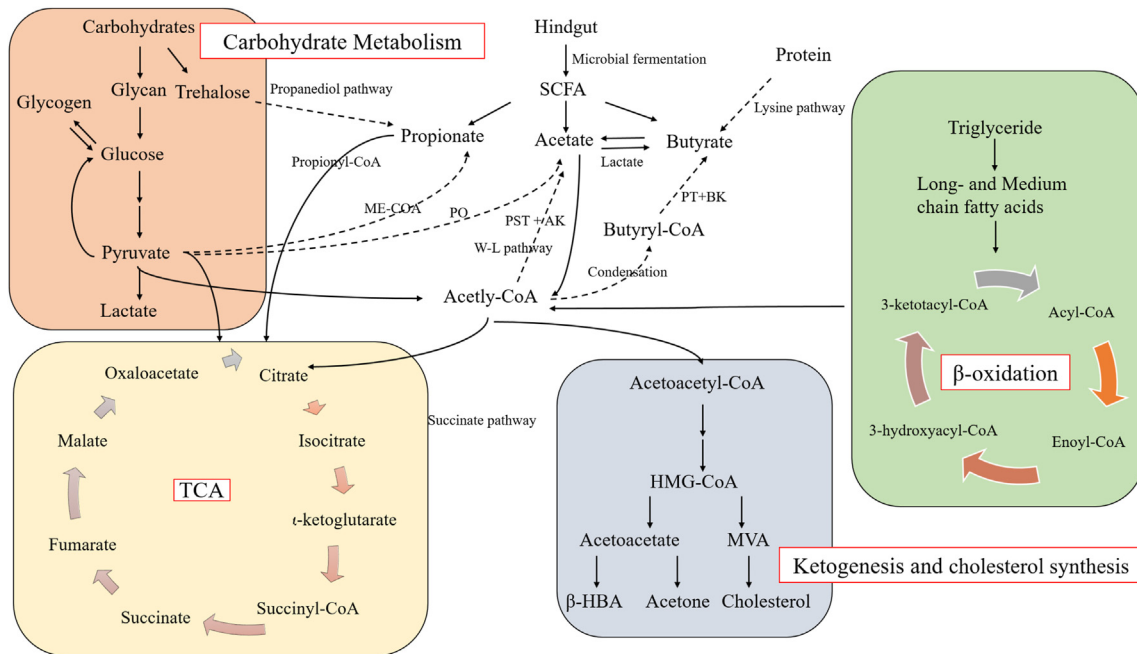 Carbohydrates
Carbohydrate Metabolism
Glycan
Trehalose
Glycogen
Glucose
Pyruvate
Lactate
Hindgut
Microbial fermentation
SCFA
Protein
Lysine pathway
Propanediol pathway
Propionate
Acetate
Butyrate
Lactate
Propionyl-CoA
ME-COA
PO
PST + AK
W-L pathway
PT+BK
Butyryl-CoA
Condensation
Acetly-CoA
Triglyceride
Long- and Medium
chain fatty acids
3-ketotacyl-CoA
Acyl-CoA
β-oxidation
3-hydroxyacyl-CoA
Enoyl-CoA
Oxaloacetate
Citrate
Malate
Isocitrate
TCA
ι-ketoglutarate
Fumarate
Succinyl-CoA
Succinate
Succinate pathway
Acetoacetyl-CoA
HMG-CoA
Acetoacetate
MVA
β-HBA
Acetone
Cholesterol
Ketogenesis and cholesterol synthesis